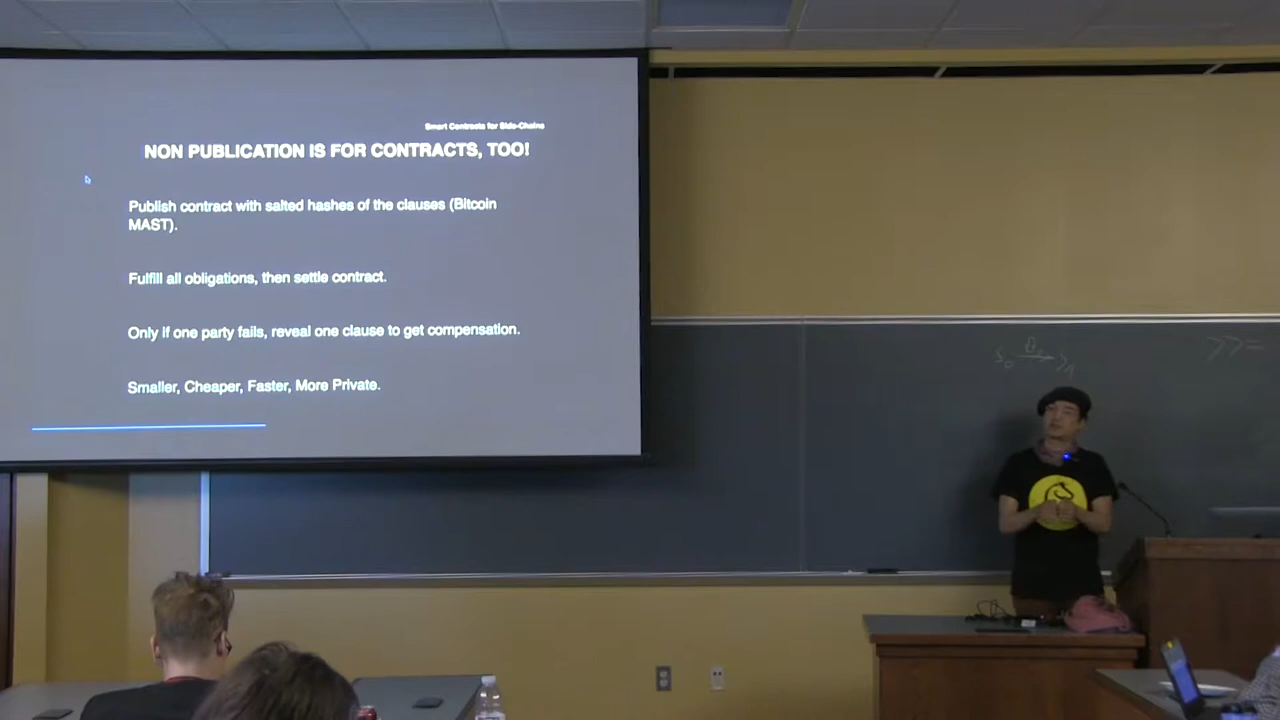 Smart Contracts for Side-Chains
NON PUBLICATION IS FOR CONTRACTS, TOO!
Publish contract with salted hashes of the clauses (Bitcoin
MAST).
Fulfill all obligations, then settle contract.
Only if one party fails, reveal one clause to get compensation.
Smaller, Cheaper, Faster, More Private.